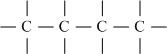 — C — C — C — C —